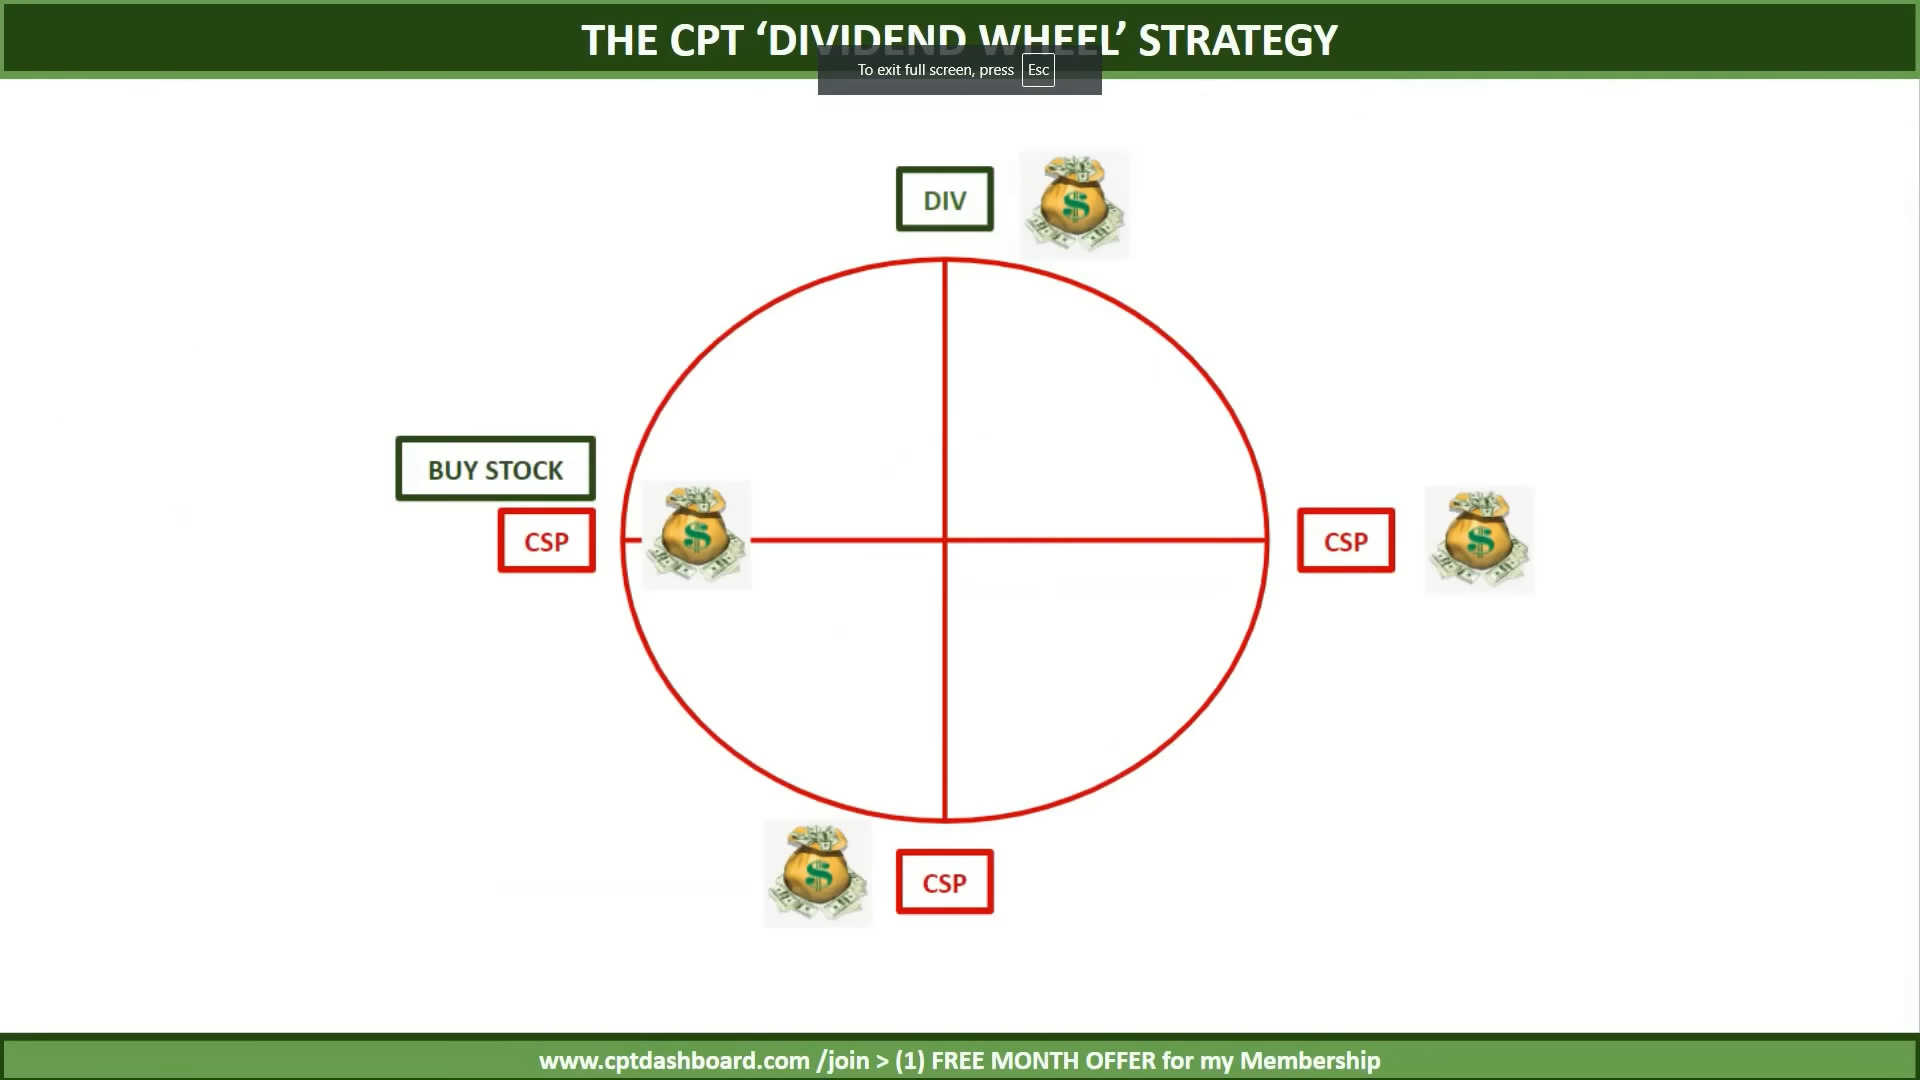 THE CPT ‘DIVIDEND WHEEL’ STRATEGY
To exit full screen, press Esc
DIV
$
BUY STOCK
CSP
$
CSP
$
$
CSP
www.cptdashboard.com /join > (1) FREE MONTH OFFER for my Membership